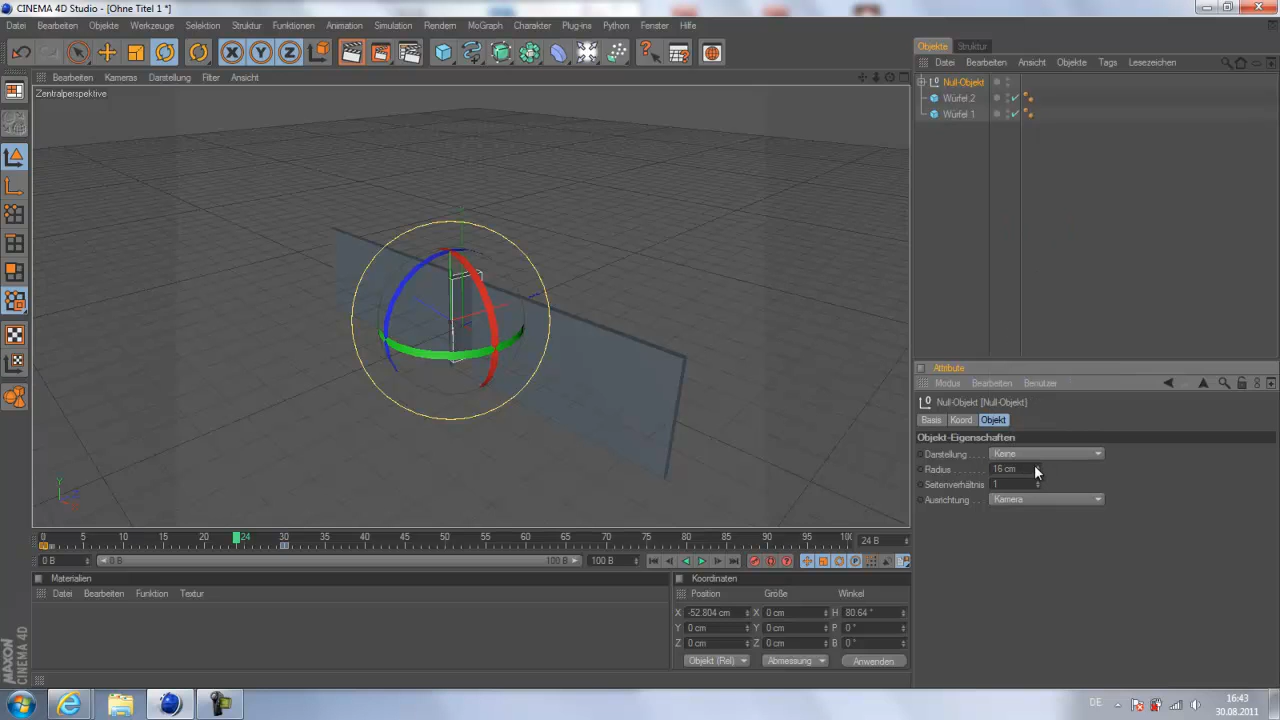 CINEMA 4D Studio - [Ohne Titel 1 *]
Datei Bearbeiten Objekte Werkzeuge Selektion Struktur Funktionen Animation Simulation Rendern MoGraph Charakter Plug-ins Python Fenster Hilfe
Bearbeiten Kameras Darstellung Filter Ansicht
Zentralperspektive
Objekte Struktur
Datei Bearbeiten Ansicht Objekte Tags Lesezeichen
Null-Objekt
Würfel 2
Würfel 1
Attribute
Modus Bearbeiten Benutzer
Null-Objekt [Null-Objekt]
Basis Koord. Objekt
Objekt-Eigenschaften
Darstellung . . . . Keine
Radius . . . . . . . 16 cm
Seitenverhältnis 1
Ausrichtung . . Kamera
0 5 10 15 20 24 30 35 40 45 50 55 60 65 70 75 80 85 90 95 24 B
0 B 0 B 100 B 100 B
Materialien
Datei Bearbeiten Funktion Textur
Koordinaten
Position Größe Winkel
X -52.804 cm X 0 cm H 80.64 °
Y 0 cm Y 0 cm P 0 °
Z 0 cm Z 0 cm B 0 °
Objekt (Rel) Abmessung Anwenden
MAXON CINEMA 4D
DE 16:43
30.08.2011